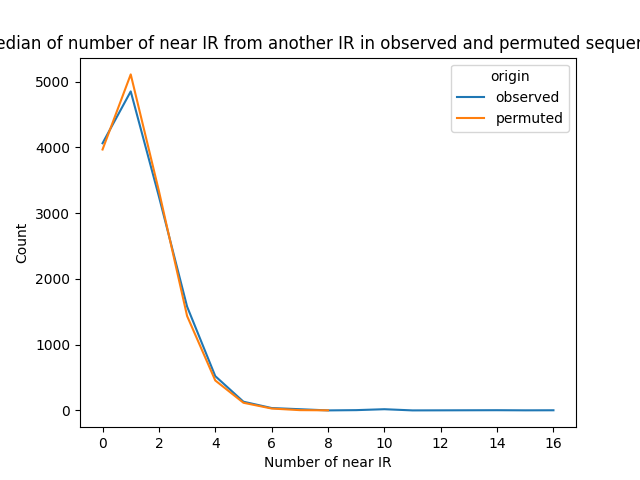 edian of number of near IR from another IR in observed and permuted sequen
origin
observed
permuted
5000
4000
3000
2000
1000
0
Count
0 2 4 6 8 10 12 14 16
Number of near IR